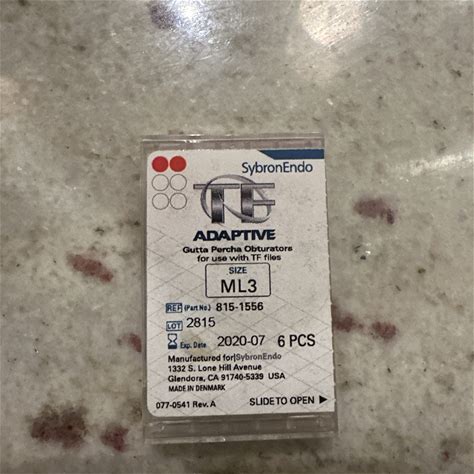 SybronEndo
TF
ADAPTIVE
Gutta Percha Obturators
for use with TF files
SIZE
ML3
REF (Part No.) 815-1556
LOT 2815
Exp. Date 2020-07 6 PCS
Manufactured for|SybronEndo
1332 S. Lone Hill Avenue
Glendora, CA 91740-5339 USA
MADE IN DENMARK
077-0541 Rev. A SLIDE TO OPEN